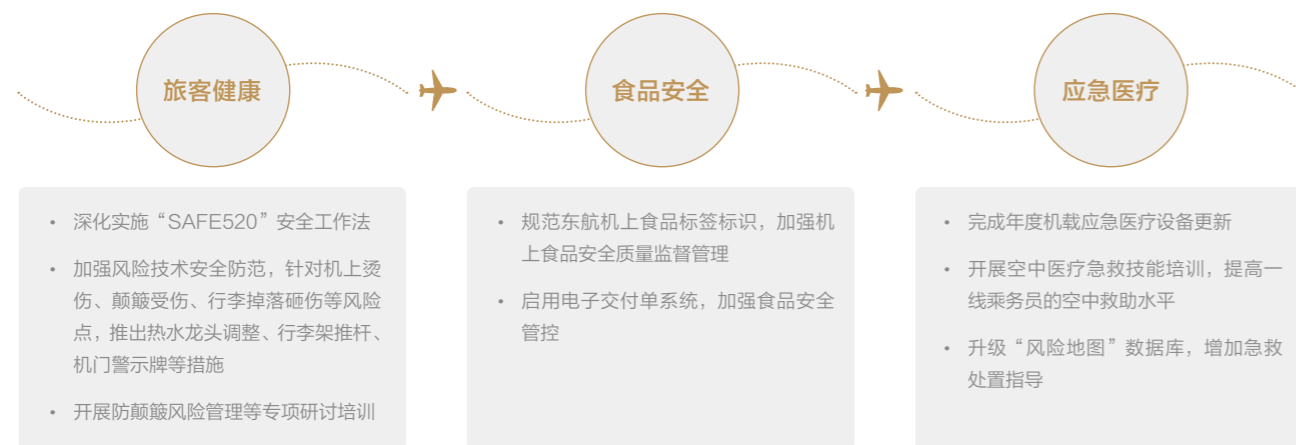 旅客健康
• 深化实施“SAFE520”安全工作法
• 加强风险技术安全防范，针对机上烫
伤、颠簸受伤、行李掉落砸伤等风险
点，推出热水龙头调整、行李架推杆、
机门警示牌等措施
• 开展防颠簸风险管理等专项研讨培训
食品安全
• 规范东航机上食品标签标识，加强机
上食品安全质量监督管理
• 启用电子交付单系统，加强食品安全
管控
应急医疗
• 完成年度机载应急医疗设备更新
• 开展空中医疗急救技能培训，提高一
线乘务员的空中救助水平
• 升级“风险地图”数据库，增加急救
处置指导